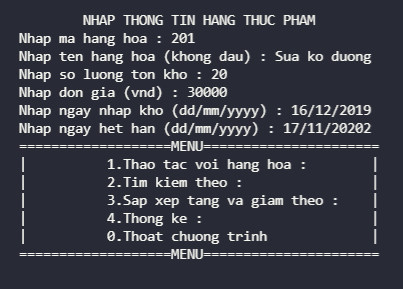 NHAP THONG TIN HANG THUC PHAM
Nhap ma hang hoa : 201
Nhap ten hang hoa (khong dau) : Sua ko duong
Nhap so luong ton kho : 20
Nhap don gia (vnd) : 30000
Nhap ngay nhap kho (dd/mm/yyyy) : 16/12/2019
Nhap ngay het han (dd/mm/yyyy) : 17/11/20202
===================MENU======================
| 1.Thao tac voi hang hoa : |
| 2.Tim kiem theo : |
| 3.Sap xep tang va giam theo : |
| 4.Thong ke : |
| 0.Thoat chuong trinh |
===================MENU======================